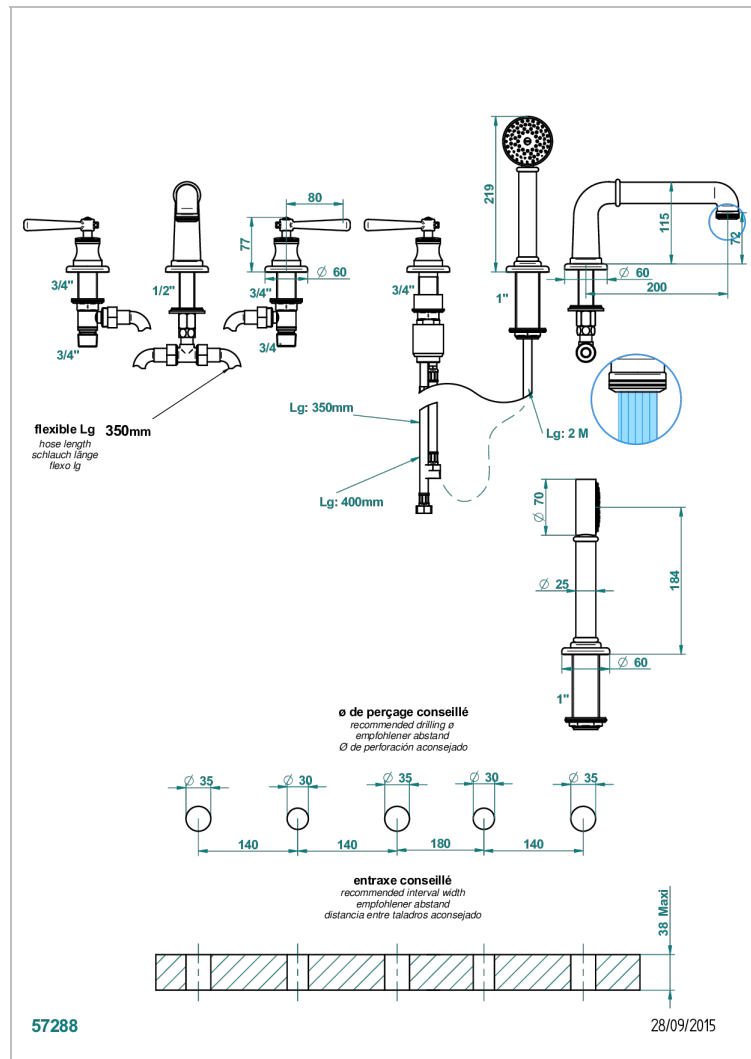 80
219
115
72
77
Ø 60
Ø 60
200
3/4"
1/2"
3/4"
3/4"
1"
3/4"
3/4"
flexible Lg 350mm
hose length
schlauch länge
flexo lg
Lg: 350mm
Lg: 2 M
Lg: 400mm
Ø 70
184
Ø 25
Ø 60
1"
ø de perçage conseillé
recommended drilling ø
empfohlener abstand
Ø de perforación aconsejado
Ø 35 Ø 30 Ø 35 Ø 30 Ø 35
140 140 180 140
entraxe conseillé
recommended interval width
empfohlener abstand
distancia entre taladros aconsejado
38 Maxi
57288
28/09/2015